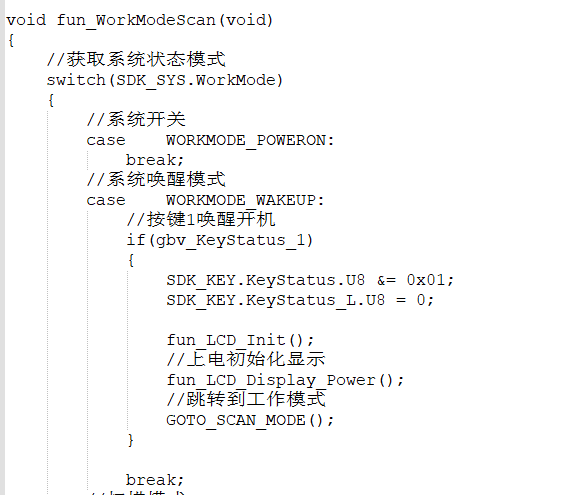 void fun_WorkModeScan(void)
{
    //获取系统状态模式
    switch(SDK_SYS.WorkMode)
    {
        //系统开关
        case    WORKMODE_POWERON:
            break;
        //系统唤醒模式
        case    WORKMODE_WAKEUP:
            //按键1唤醒开机
            if(gbv_KeyStatus_1)
            {
                SDK_KEY.KeyStatus.U8 &= 0x01;
                SDK_KEY.KeyStatus_L.U8 = 0;

                fun_LCD_Init();
                //上电初始化显示
                fun_LCD_Display_Power();
                //跳转到工作模式
                GOTO_SCAN_MODE();
            }

            break;